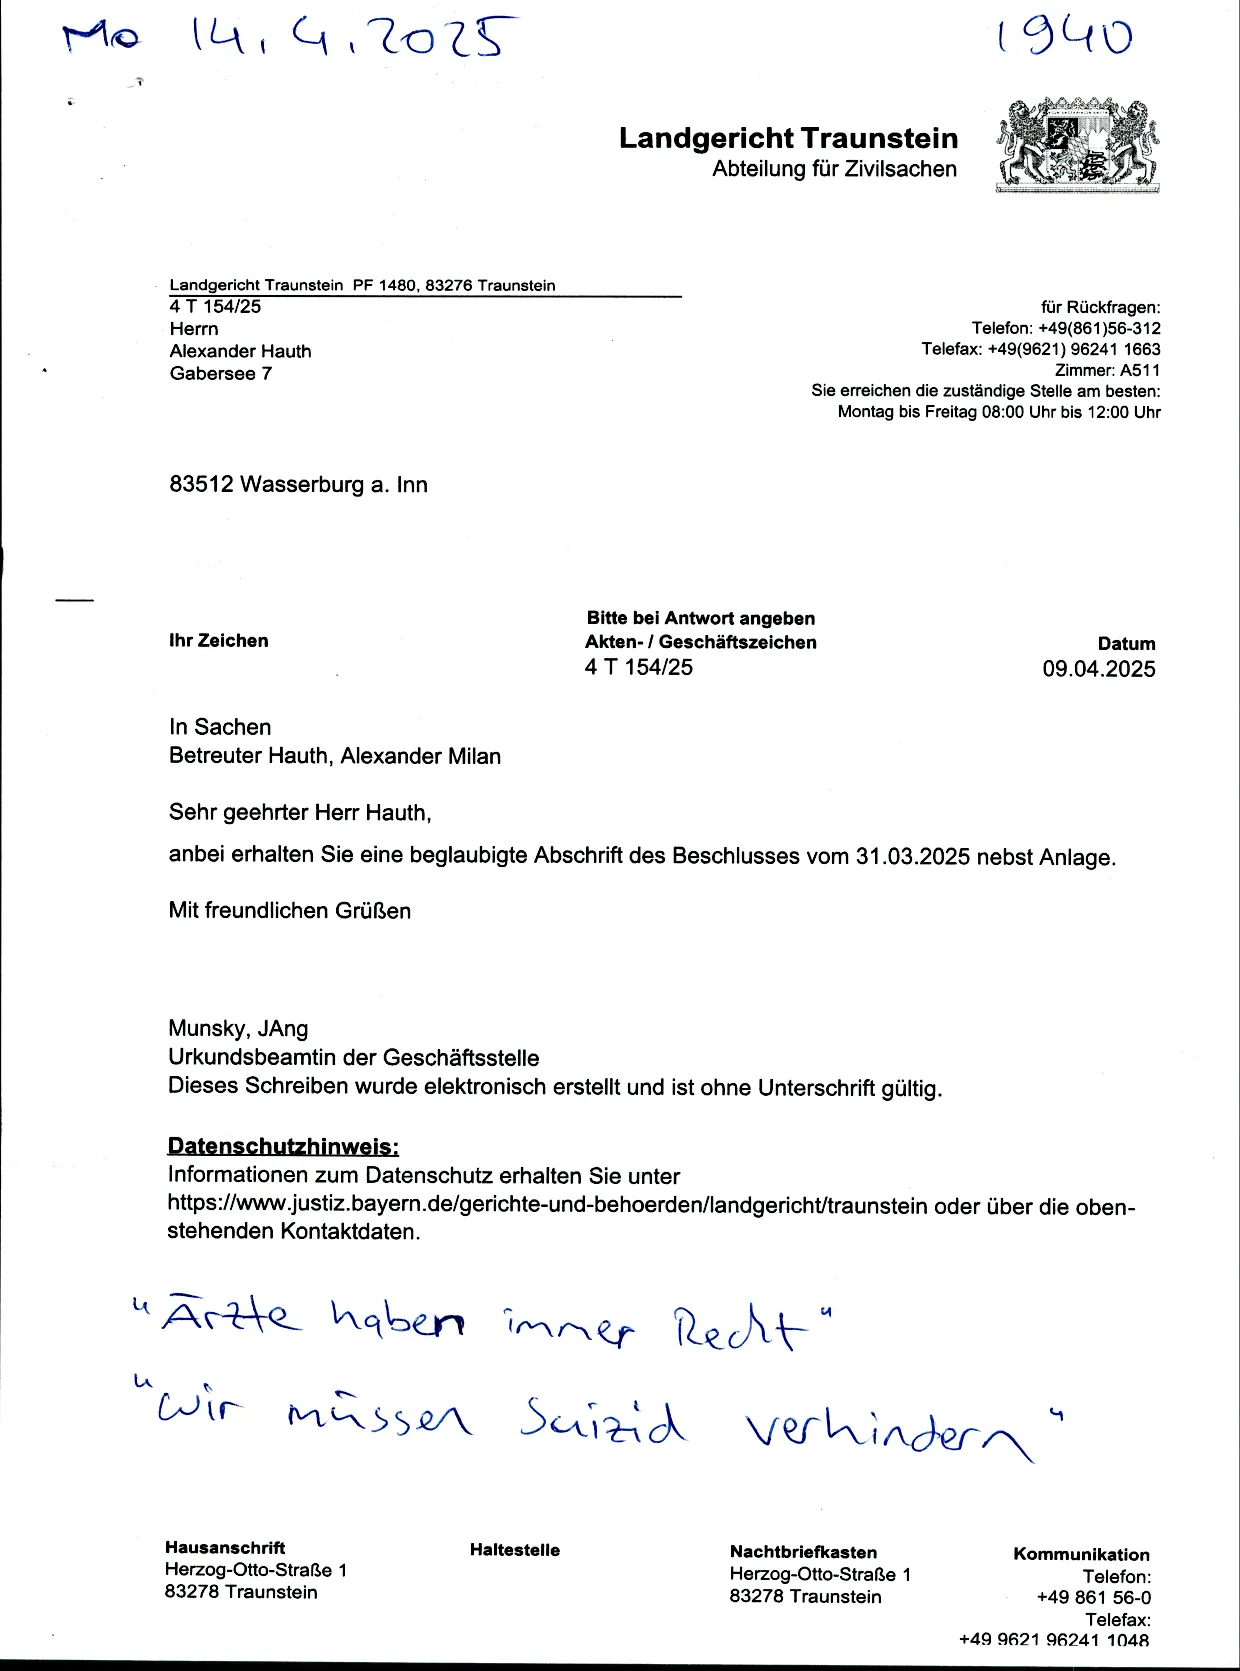 Mo 14.4.2025 1940
Landgericht Traunstein
Abteilung für Zivilsachen
Landgericht Traunstein PF 1480, 83276 Traunstein
4 T 154/25
Herrn
Alexander Hauth
Gabersee 7
83512 Wasserburg a. Inn
für Rückfragen:
Telefon: +49(861)56-312
Telefax: +49(9621) 96241 1663
Zimmer: A511
Sie erreichen die zuständige Stelle am besten:
Montag bis Freitag 08:00 Uhr bis 12:00 Uhr
Ihr Zeichen
Bitte bei Antwort angeben
Akten- / Geschäftszeichen
4 T 154/25
Datum
09.04.2025
In Sachen
Betreuter Hauth, Alexander Milan
Sehr geehrter Herr Hauth,
anbei erhalten Sie eine beglaubigte Abschrift des Beschlusses vom 31.03.2025 nebst Anlage.
Mit freundlichen Grüßen
Munsky, JAng
Urkundsbeamtin der Geschäftsstelle
Dieses Schreiben wurde elektronisch erstellt und ist ohne Unterschrift gültig.
Datenschutzhinweis:
Informationen zum Datenschutz erhalten Sie unter
https://www.justiz.bayern.de/gerichte-und-behoerden/landgericht/traunstein oder über die oben-
stehenden Kontaktdaten.
"Ärzte haben immer Recht"
"Wir müssen Suizid verhindern"
Hausanschrift
Herzog-Otto-Straße 1
83278 Traunstein
Haltestelle
Nachtbriefkasten
Herzog-Otto-Straße 1
83278 Traunstein
Kommunikation
Telefon:
+49 861 56-0
Telefax:
+49 9621 96241 1048